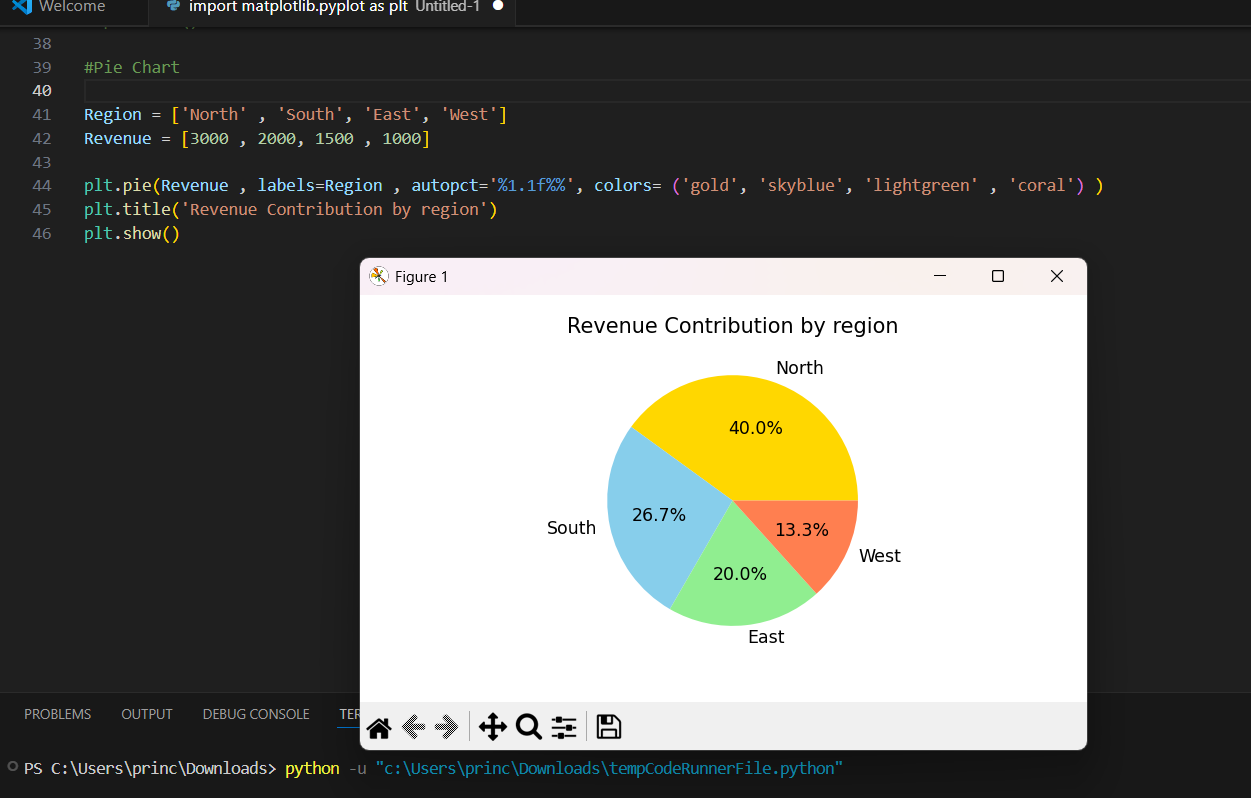 Welcome
import matplotlib.pyplot as plt Untitled-1
38
39 #Pie Chart
40
41 Region = ['North' , 'South', 'East', 'West']
42 Revenue = [3000 , 2000, 1500 , 1000]
43
44 plt.pie(Revenue , labels=Region , autopct='%1.1f%%', colors= ('gold', 'skyblue', 'lightgreen' , 'coral') )
45 plt.title('Revenue Contribution by region')
46 plt.show()
Figure 1
Revenue Contribution by region
North
40.0%
26.7%
South
13.3%
West
20.0%
East
PROBLEMS OUTPUT DEBUG CONSOLE TER
PS C:\Users\princ\Downloads> python -u "c:\Users\princ\Downloads\tempCodeRunnerFile.python"